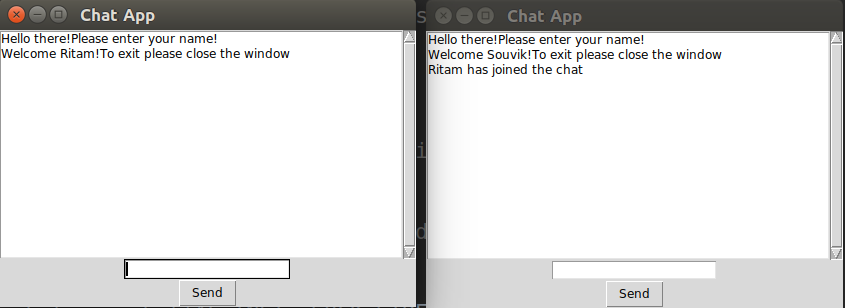 Chat App
Hello there!Please enter your name!
Welcome Ritam!To exit please close the window
Send
Chat App
Hello there!Please enter your name!
Welcome Souvik!To exit please close the window
Ritam has joined the chat
Send